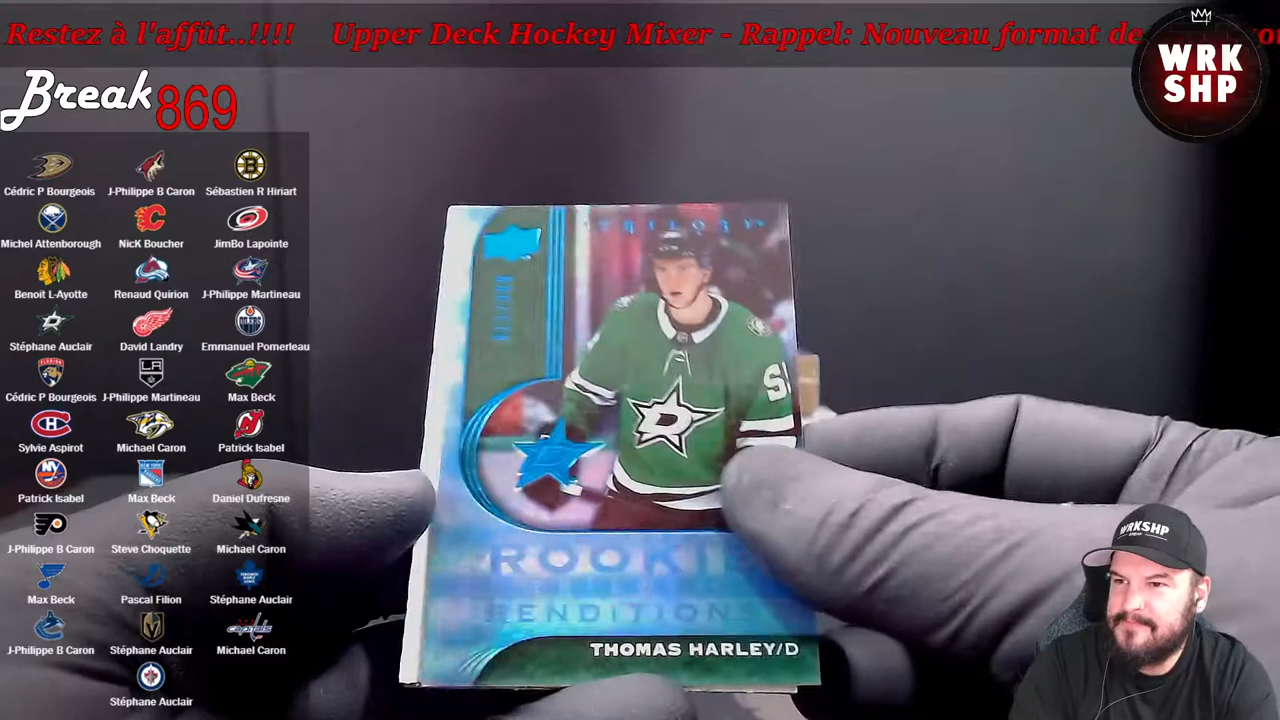 Restez à l'affût..!!!! Upper Deck Hockey Mixer - Rappel: Nouveau format de
WRK
SHP
Break 869
Cédric P Bourgeois J-Philippe B Caron Sébastien R Hiriart
Michel Attenborough NicK Boucher JimBo Lapointe
Benoit L-Ayotte Renaud Quirion J-Philippe Martineau
Stéphane Auclair David Landry Emmanuel Pomerleau
Cédric P Bourgeois J-Philippe Martineau Max Beck
Sylvie Aspirot Michael Caron Patrick Isabel
Patrick Isabel Max Beck Daniel Dufresne
J-Philippe B Caron Steve Choquette Michael Caron
Max Beck Pascal Filion Stéphane Auclair
J-Philippe B Caron Stéphane Auclair Michael Caron
Stéphane Auclair
TRILOGY
ROOKIE
RENDITIONS
THOMAS HARLEY/D
WRKSHP